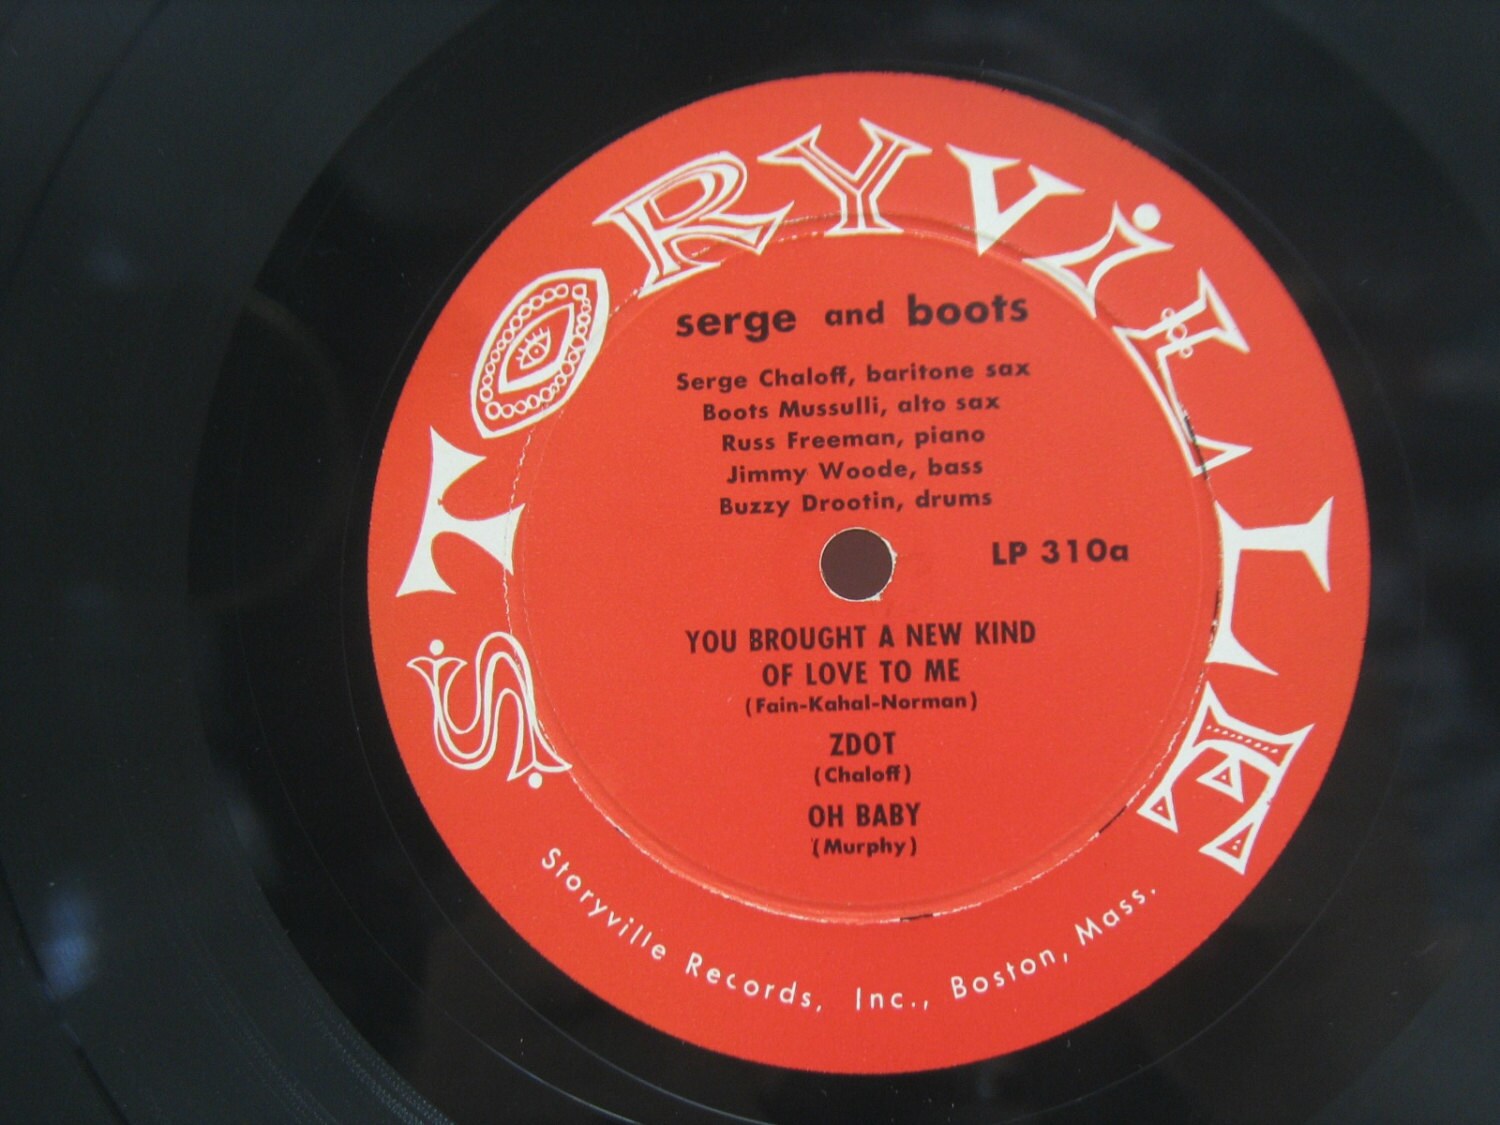 STORYViLLE
serge and boots
Serge Chaloff, baritone sax
Boots Mussulli, alto sax
Russ Freeman, piano
Jimmy Woode, bass
Buzzy Drootin, drums
LP 310a
YOU BROUGHT A NEW KIND
OF LOVE TO ME
(Fain-Kahal-Norman)
ZDOT
(Chaloff)
OH BABY
(Murphy)
Storyville Records, Inc., Boston, Mass.